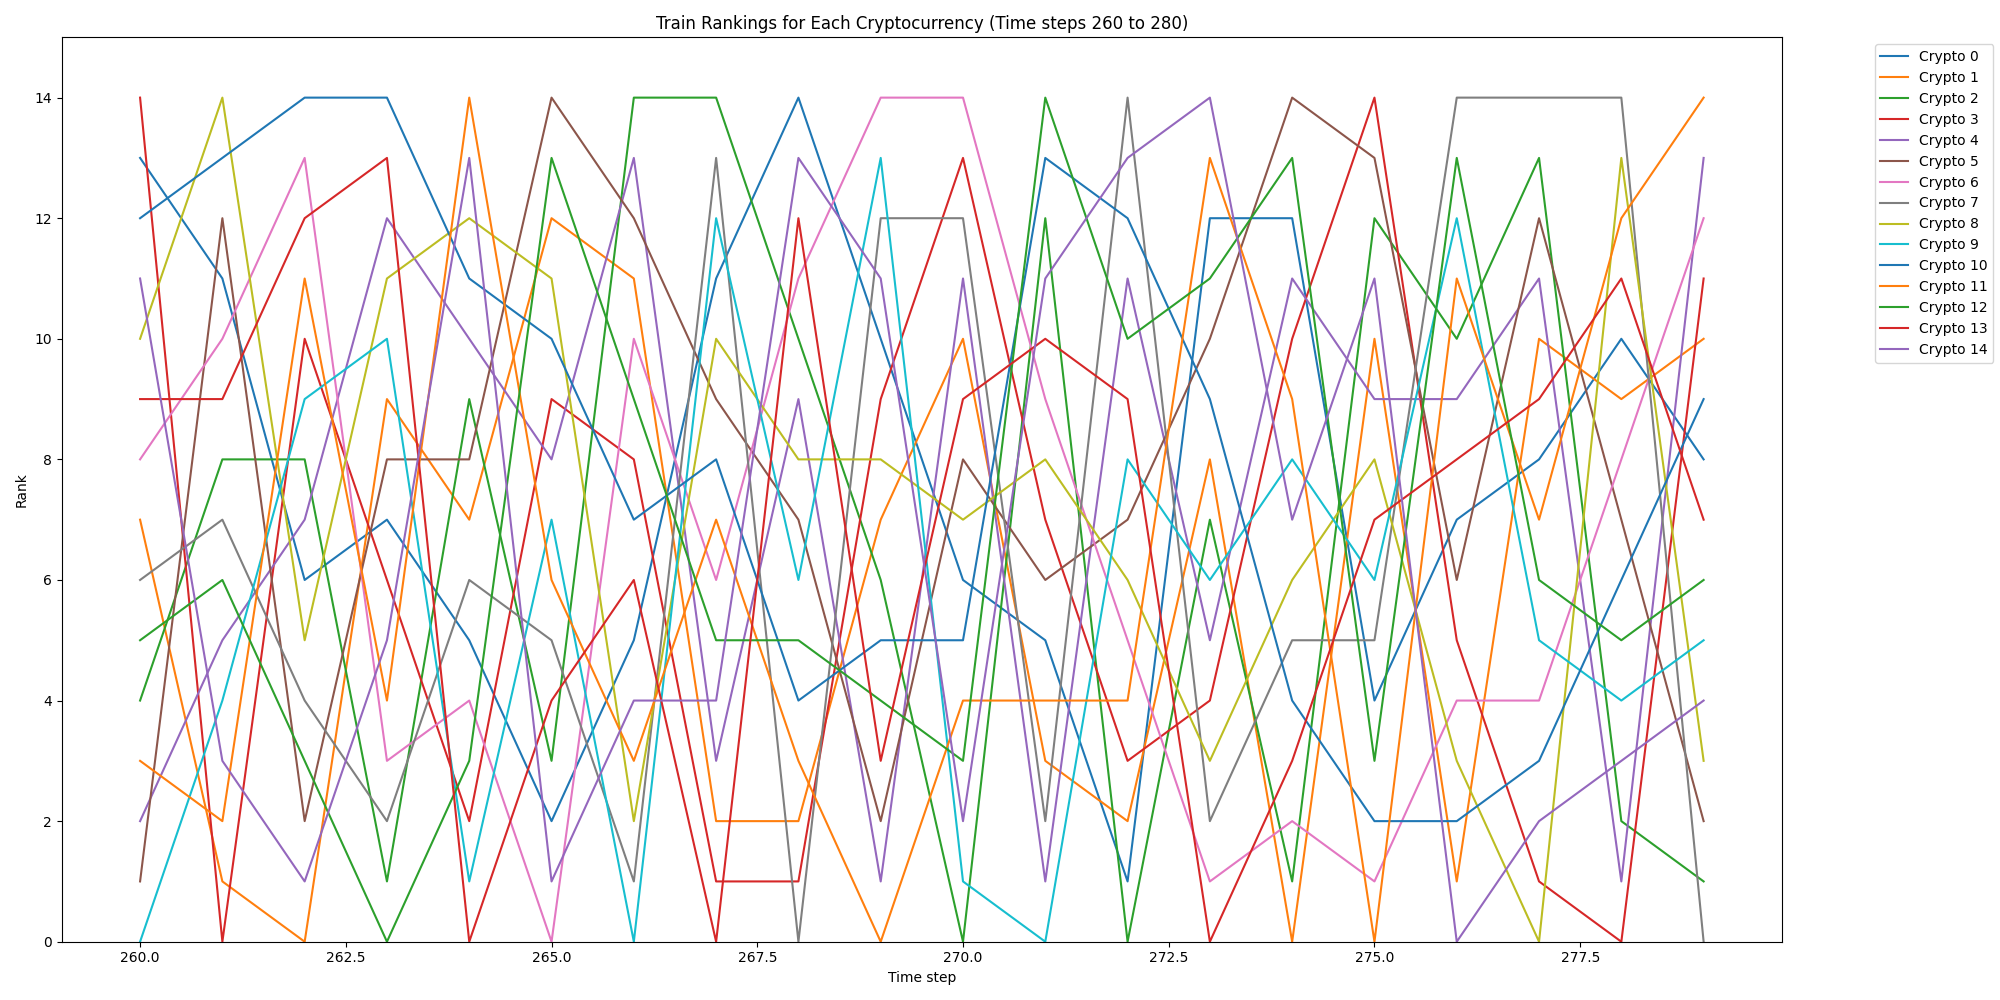 Train Rankings for Each Cryptocurrency (Time steps 260 to 280)
Rank
14
12
10
8
6
4
2
0
260.0 262.5 265.0 267.5 270.0 272.5 275.0 277.5
Time step
Crypto 0
Crypto 1
Crypto 2
Crypto 3
Crypto 4
Crypto 5
Crypto 6
Crypto 7
Crypto 8
Crypto 9
Crypto 10
Crypto 11
Crypto 12
Crypto 13
Crypto 14